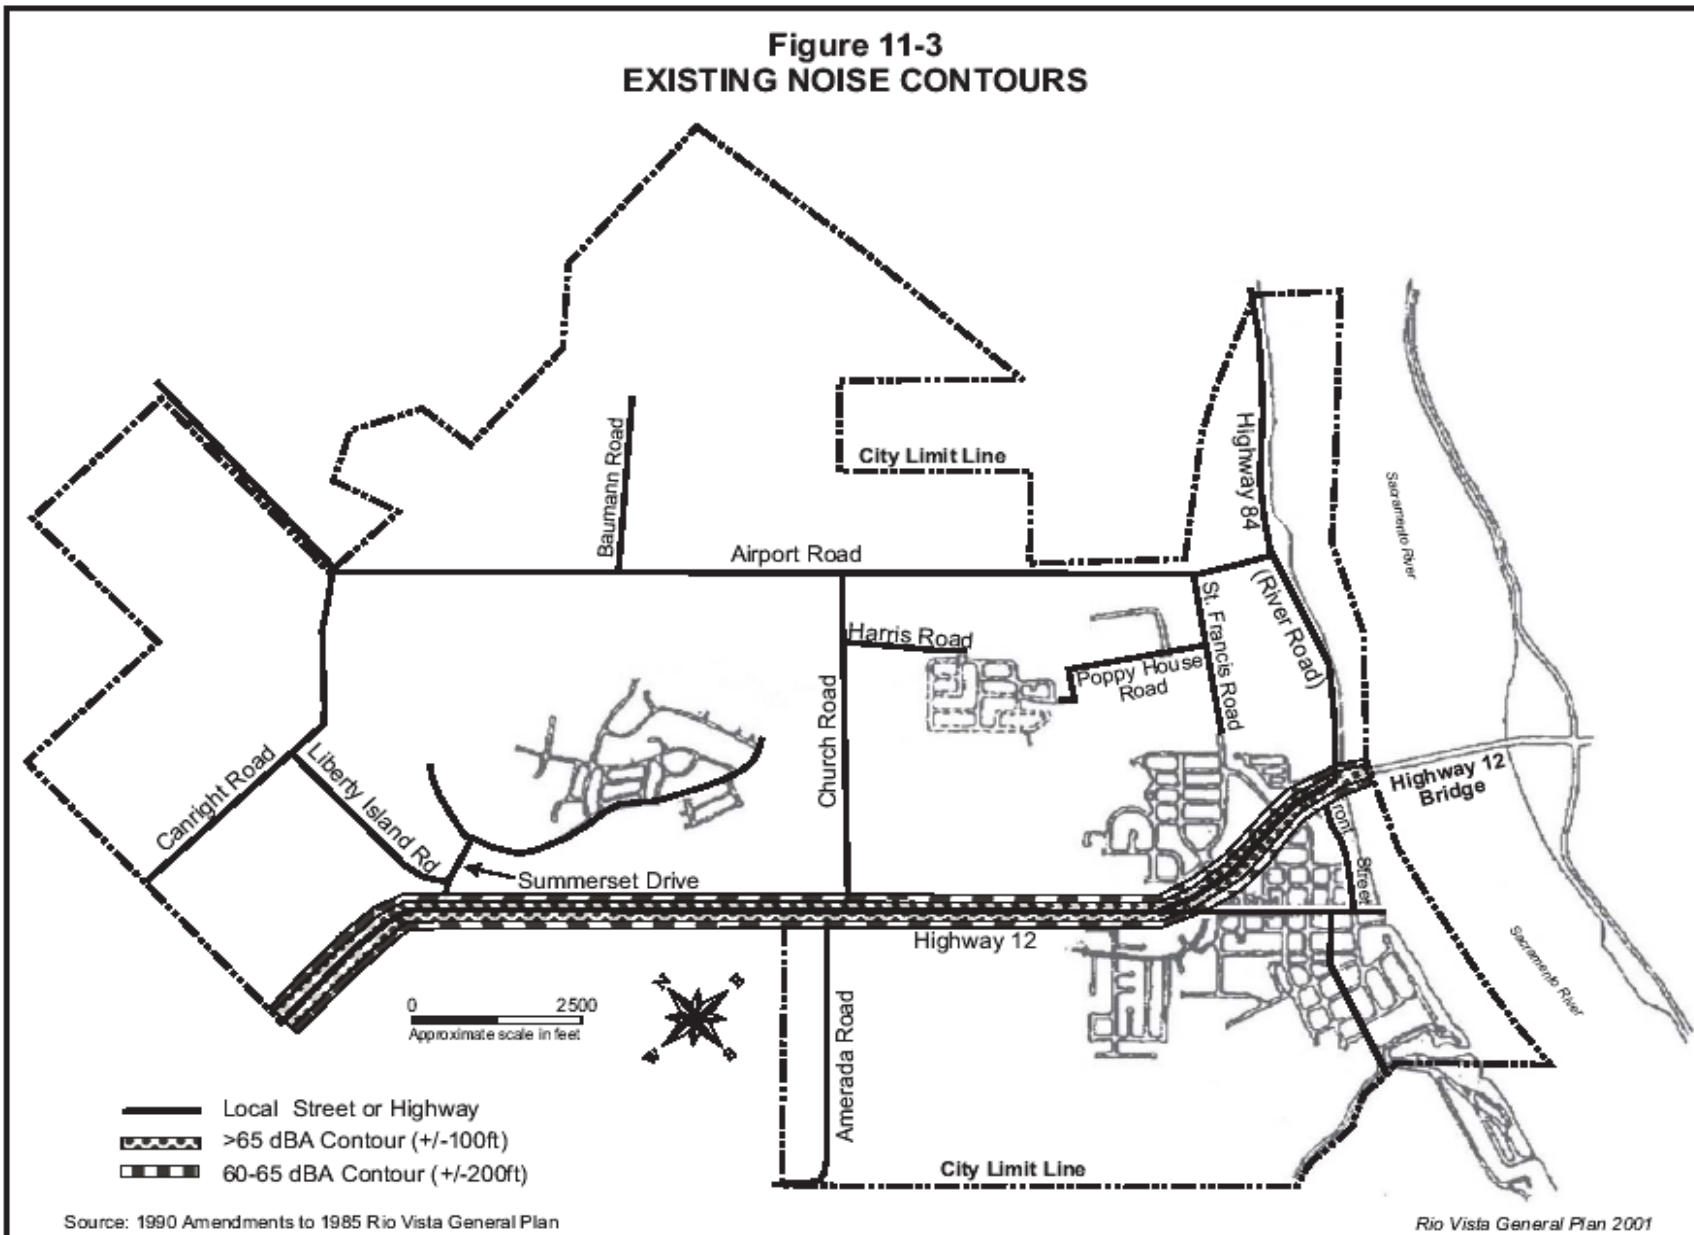 Figure 11-3
EXISTING NOISE CONTOURS
Highway 84
Baumann Road
City Limit Line
Sacramento River
Airport Road
(River Road)
St. Francis Road
Harris Road
Poppy House
Road
Church Road
Canright Road
Liberty Island Rd
Highway 12
Bridge
ront
Street
Summerset Drive
Highway 12
Sacramento River
N
E
W
S
0 2500
Approximate scale in feet
Amerada Road
Local Street or Highway
>65 dBA Contour (+/-100ft)
60-65 dBA Contour (+/-200ft)
City Limit Line
Source: 1990 Amendments to 1985 Rio Vista General Plan
Rio Vista General Plan 2001